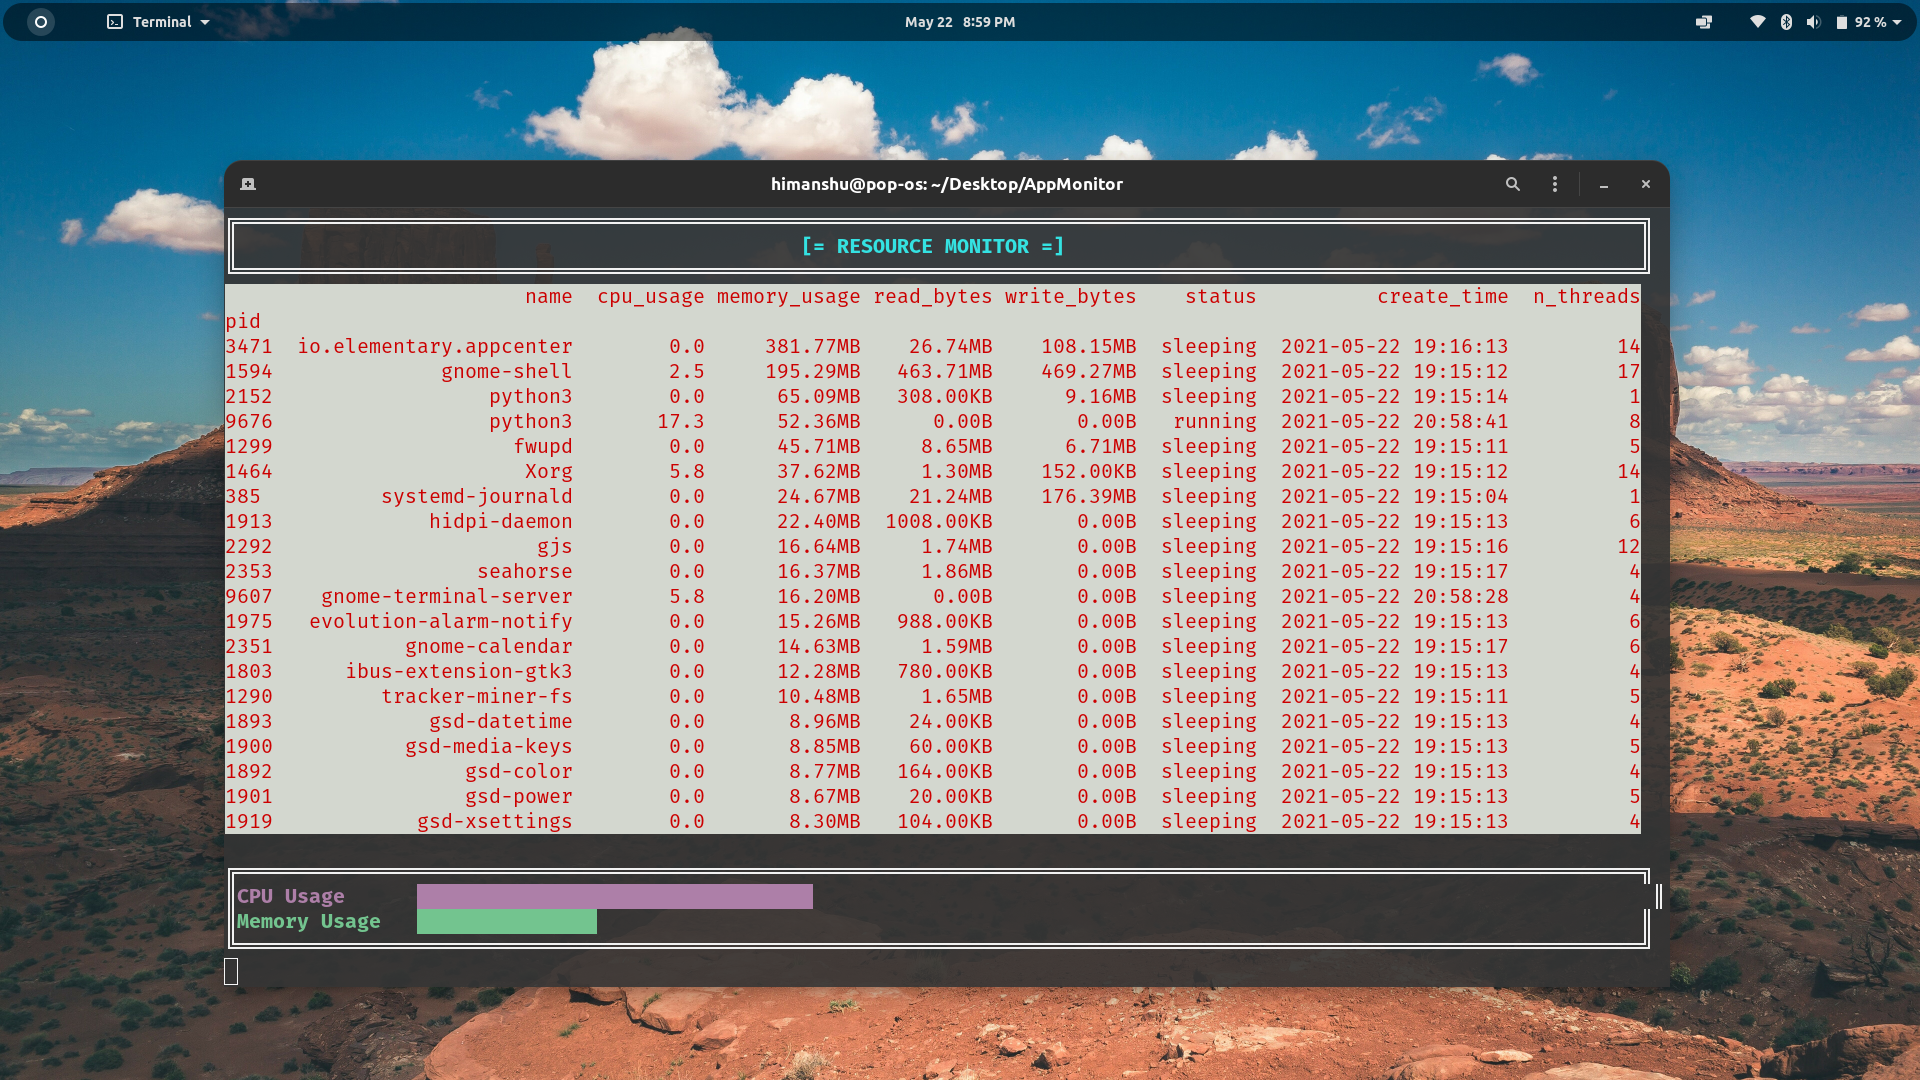 Terminal May 22 8:59 PM 92 %
himanshu@pop-os: ~/Desktop/AppMonitor
[= RESOURCE MONITOR =]
name cpu_usage memory_usage read_bytes write_bytes status create_time n_threads
pid
3471 io.elementary.appcenter 0.0 381.77MB 26.74MB 108.15MB sleeping 2021-05-22 19:16:13 14
1594 gnome-shell 2.5 195.29MB 463.71MB 469.27MB sleeping 2021-05-22 19:15:12 17
2152 python3 0.0 65.09MB 308.00KB 9.16MB sleeping 2021-05-22 19:15:14 1
9676 python3 17.3 52.36MB 0.00B 0.00B running 2021-05-22 20:58:41 8
1299 fwupd 0.0 45.71MB 8.65MB 6.71MB sleeping 2021-05-22 19:15:11 5
1464 Xorg 5.8 37.62MB 1.30MB 152.00KB sleeping 2021-05-22 19:15:12 14
385 systemd-journald 0.0 24.67MB 21.24MB 176.39MB sleeping 2021-05-22 19:15:04 1
1913 hidpi-daemon 0.0 22.40MB 1008.00KB 0.00B sleeping 2021-05-22 19:15:13 6
2292 gjs 0.0 16.64MB 1.74MB 0.00B sleeping 2021-05-22 19:15:16 12
2353 seahorse 0.0 16.37MB 1.86MB 0.00B sleeping 2021-05-22 19:15:17 4
9607 gnome-terminal-server 5.8 16.20MB 0.00B 0.00B sleeping 2021-05-22 20:58:28 4
1975 evolution-alarm-notify 0.0 15.26MB 988.00KB 0.00B sleeping 2021-05-22 19:15:13 6
2351 gnome-calendar 0.0 14.63MB 1.59MB 0.00B sleeping 2021-05-22 19:15:17 6
1803 ibus-extension-gtk3 0.0 12.28MB 780.00KB 0.00B sleeping 2021-05-22 19:15:13 4
1290 tracker-miner-fs 0.0 10.48MB 1.65MB 0.00B sleeping 2021-05-22 19:15:11 5
1893 gsd-datetime 0.0 8.96MB 24.00KB 0.00B sleeping 2021-05-22 19:15:13 4
1900 gsd-media-keys 0.0 8.85MB 60.00KB 0.00B sleeping 2021-05-22 19:15:13 5
1892 gsd-color 0.0 8.77MB 164.00KB 0.00B sleeping 2021-05-22 19:15:13 4
1901 gsd-power 0.0 8.67MB 20.00KB 0.00B sleeping 2021-05-22 19:15:13 5
1919 gsd-xsettings 0.0 8.30MB 104.00KB 0.00B sleeping 2021-05-22 19:15:13 4
CPU Usage
Memory Usage